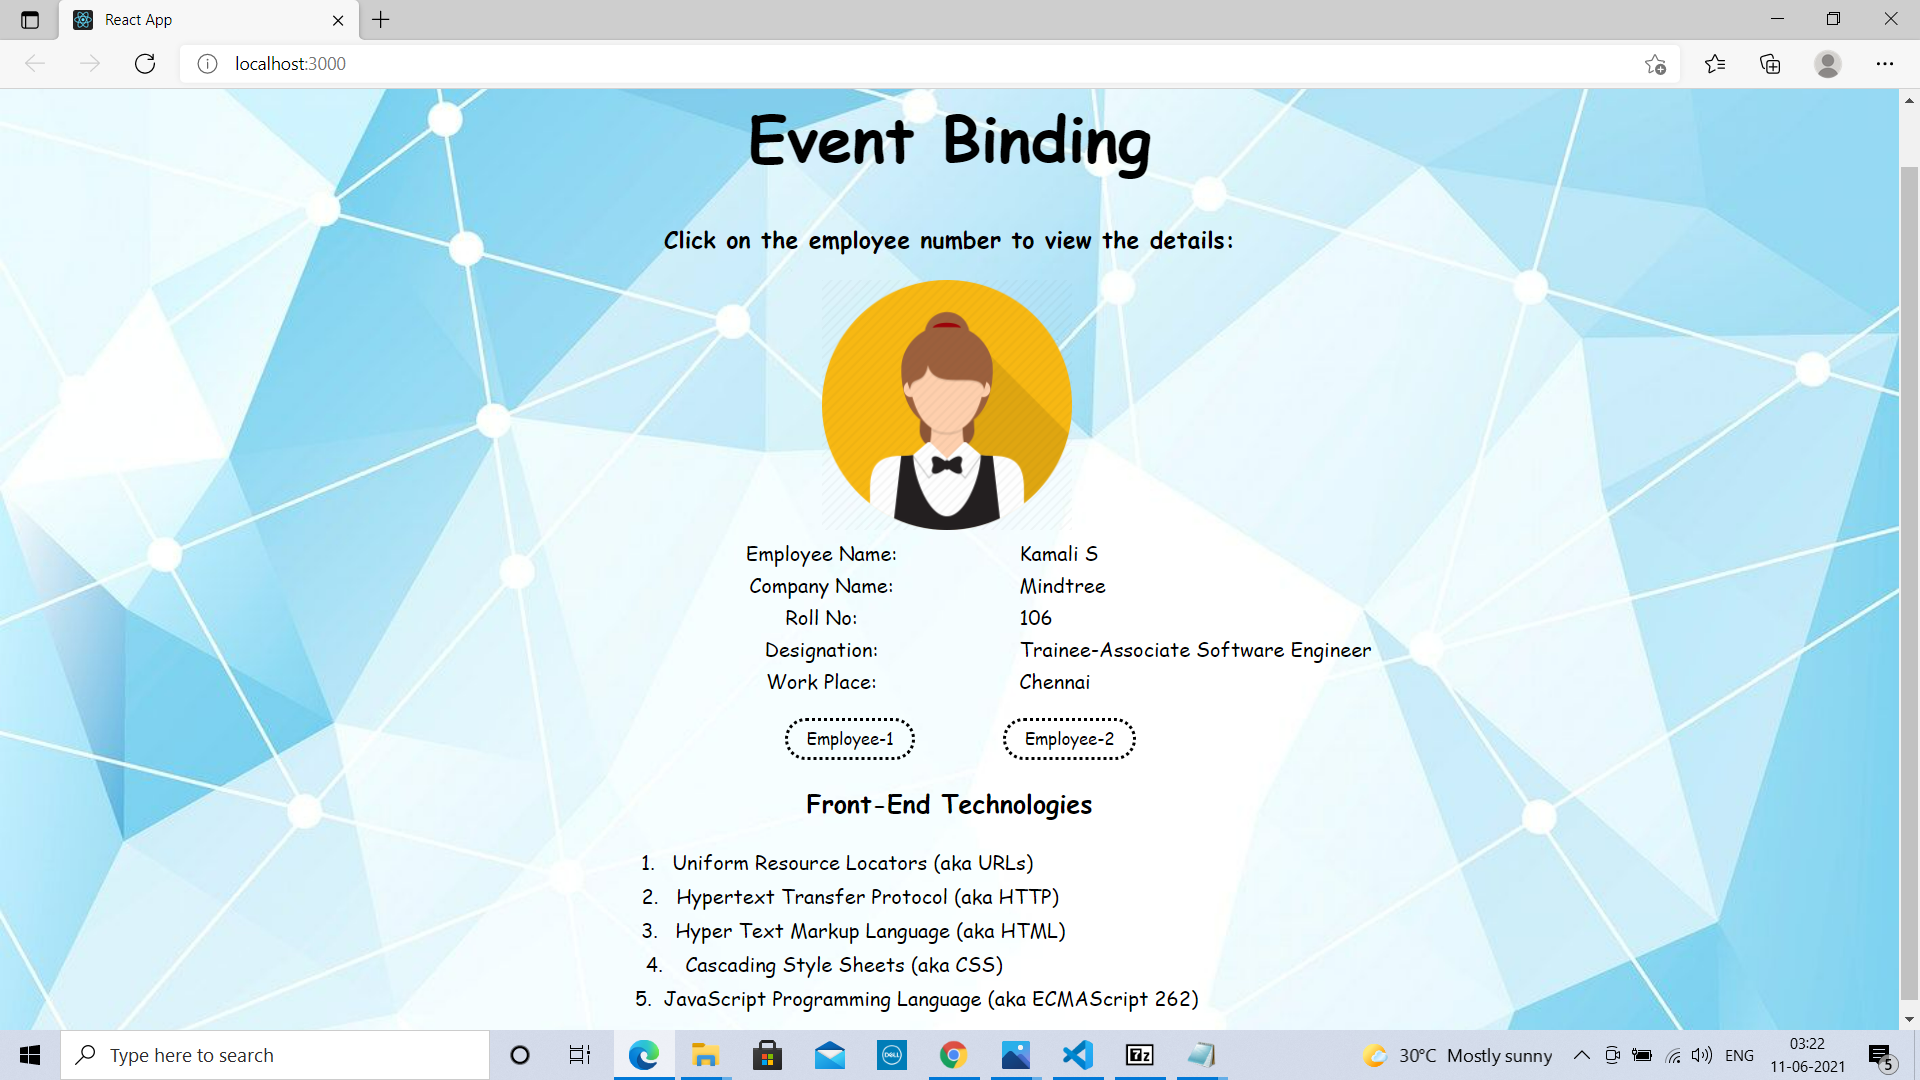 React App
localhost:3000
Event Binding
Click on the employee number to view the details:
Employee Name: Kamali S
Company Name: Mindtree
Roll No: 106
Designation: Trainee-Associate Software Engineer
Work Place: Chennai
Employee-1 Employee-2
Front-End Technologies
1. Uniform Resource Locators (aka URLs)
2. Hypertext Transfer Protocol (aka HTTP)
3. Hyper Text Markup Language (aka HTML)
4. Cascading Style Sheets (aka CSS)
5. JavaScript Programming Language (aka ECMAScript 262)
Type here to search
DELL
7z
30°C Mostly sunny
ENG
03:22
11-06-2021
5